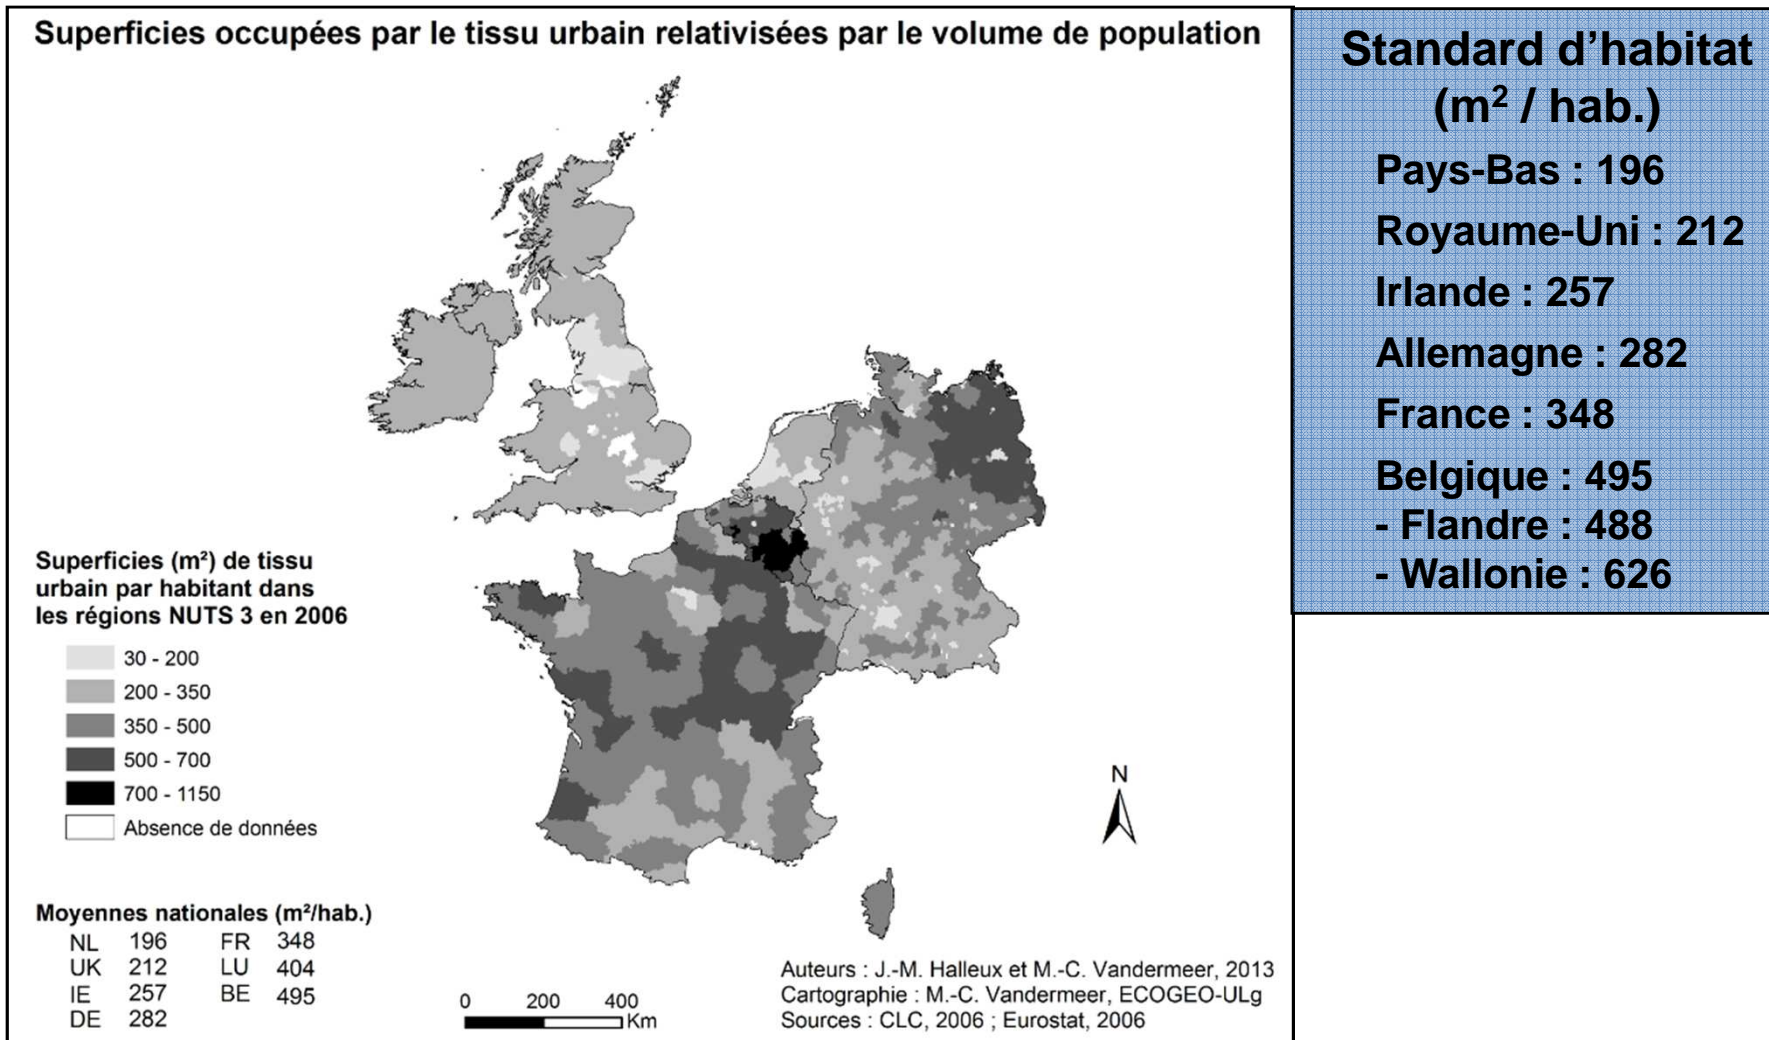 Superficies occupées par le tissu urbain relativisées par le volume de population
Superficies (m²) de tissu
urbain par habitant dans
les régions NUTS 3 en 2006
30 - 200
200 - 350
350 - 500
500 - 700
700 - 1150
Absence de données
Moyennes nationales (m²/hab.)
NL 196 FR 348
UK 212 LU 404
IE 257 BE 495
DE 282
0 200 400
Km
N
Auteurs : J.-M. Halleux et M.-C. Vandermeer, 2013
Cartographie : M.-C. Vandermeer, ECOGEO-ULg
Sources : CLC, 2006 ; Eurostat, 2006
Standard d’habitat
(m² / hab.)
Pays-Bas : 196
Royaume-Uni : 212
Irlande : 257
Allemagne : 282
France : 348
Belgique : 495
- Flandre : 488
- Wallonie : 626